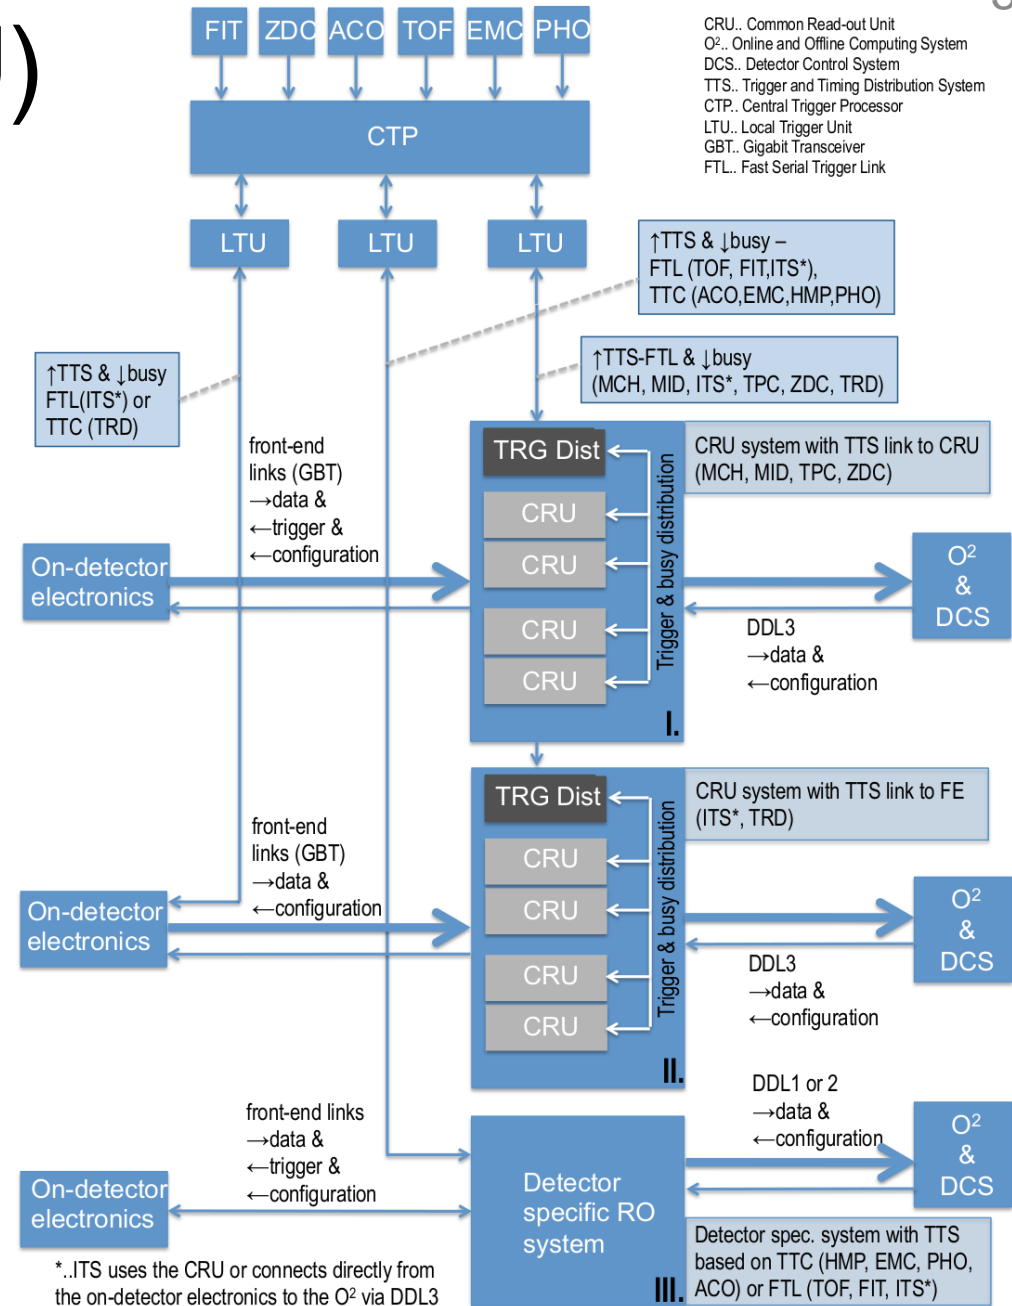 )
FIT ZDC ACO TOF EMC PHO
CRU.. Common Read-out Unit
O².. Online and Offline Computing System
DCS.. Detector Control System
TTS.. Trigger and Timing Distribution System
CTP.. Central Trigger Processor
LTU.. Local Trigger Unit
GBT.. Gigabit Transceiver
FTL.. Fast Serial Trigger Link
CTP
LTU LTU LTU
↑TTS & ↓busy –
FTL (TOF, FIT,ITS*),
TTC (ACO,EMC,HMP,PHO)
↑TTS-FTL & ↓busy
(MCH, MID, ITS*, TPC, ZDC, TRD)
↑TTS & ↓busy
FTL(ITS*) or
TTC (TRD)
front-end
links (GBT)
→data &
←trigger &
←configuration
On-detector
electronics
TRG Dist
CRU
CRU
CRU
CRU
Trigger & busy distribution
I.
CRU system with TTS link to CRU
(MCH, MID, TPC, ZDC)
O²
&
DCS
DDL3
→data &
←configuration
front-end
links (GBT)
→data &
←configuration
On-detector
electronics
TRG Dist
CRU
CRU
CRU
CRU
Trigger & busy distribution
II.
CRU system with TTS link to FE
(ITS*, TRD)
O²
&
DCS
DDL3
→data &
←configuration
front-end links
→data &
←trigger &
←configuration
On-detector
electronics
Detector
specific RO
system
III.
DDL1 or 2
→data &
←configuration
O²
&
DCS
Detector spec. system with TTS
based on TTC (HMP, EMC, PHO,
ACO) or FTL (TOF, FIT, ITS*)
*..ITS uses the CRU or connects directly from
the on-detector electronics to the O² via DDL3